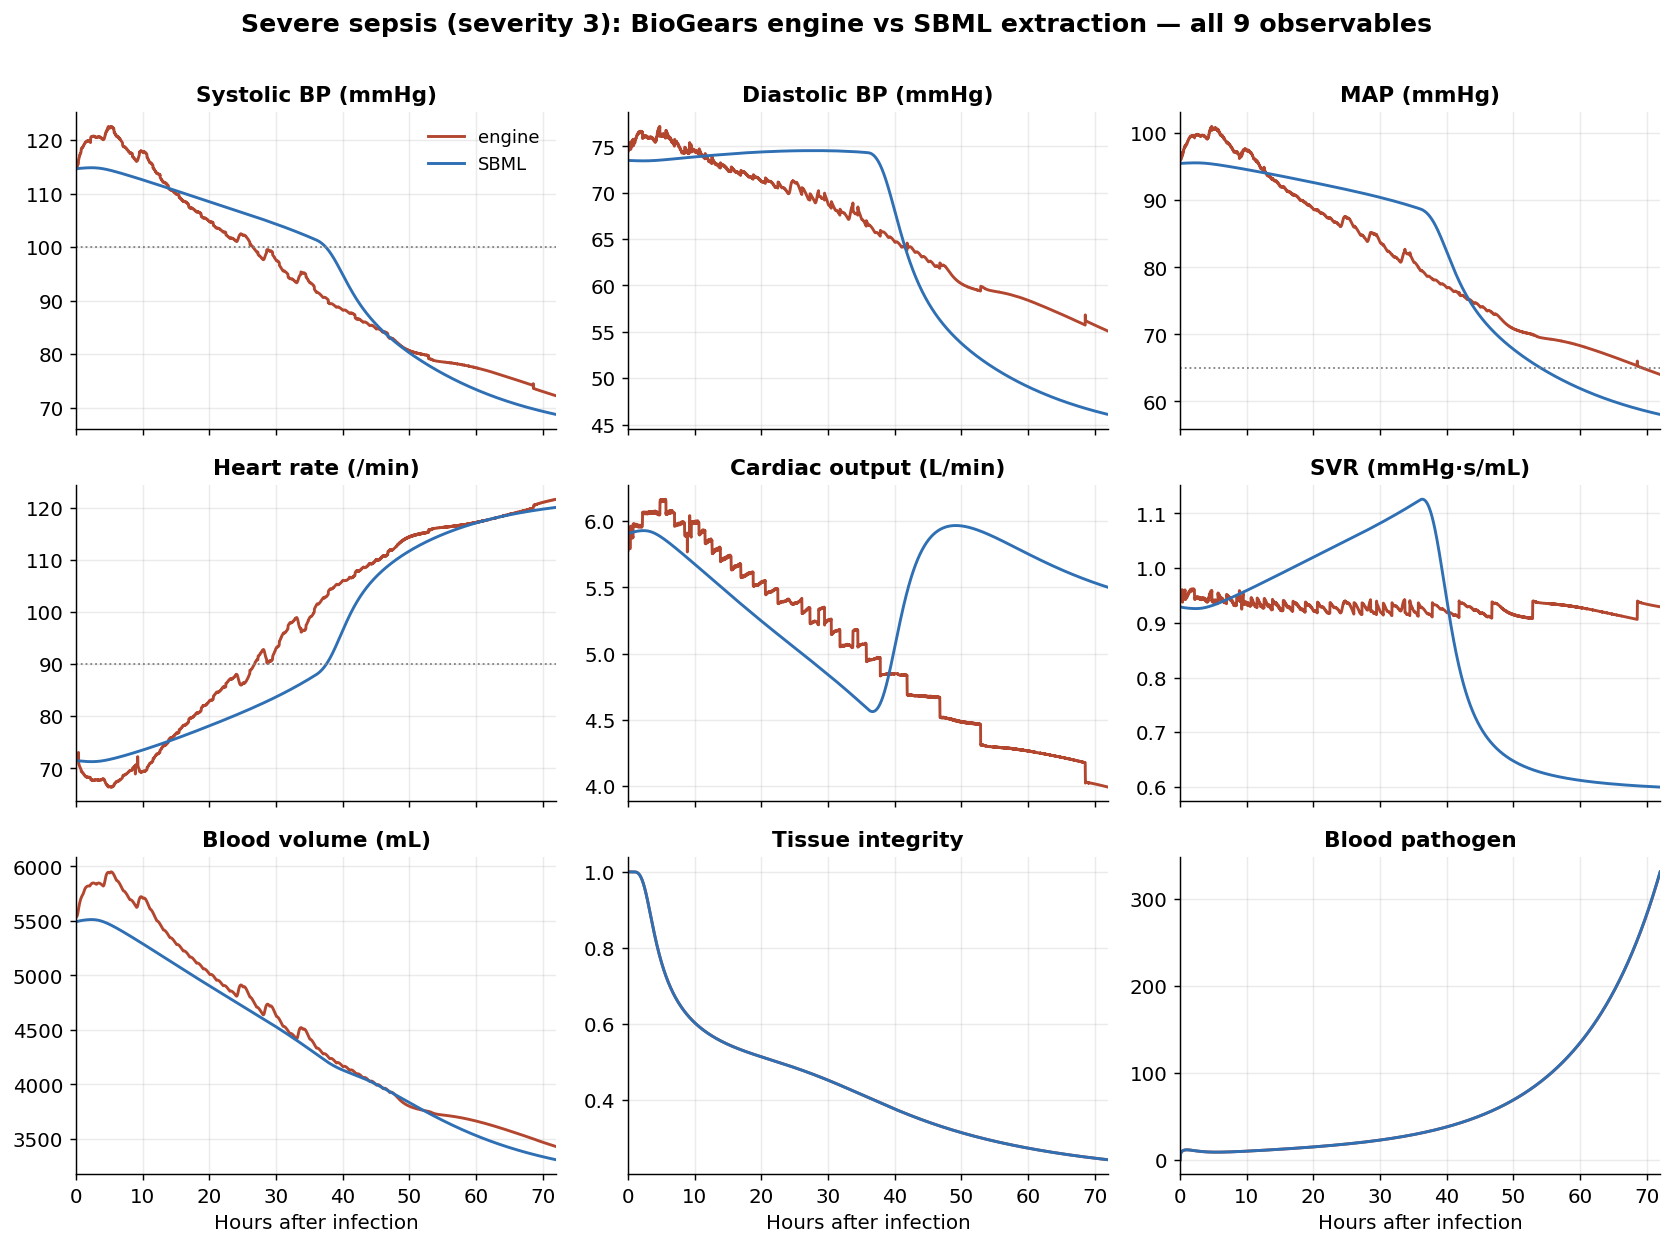 Severe sepsis (severity 3): BioGears engine vs SBML extraction — all 9 observables
Systolic BP (mmHg)
engine
SBML
120
110
100
90
80
70
Diastolic BP (mmHg)
75
70
65
60
55
50
45
MAP (mmHg)
100
90
80
70
60
Heart rate (/min)
120
110
100
90
80
70
Cardiac output (L/min)
6.0
5.5
5.0
4.5
4.0
SVR (mmHg·s/mL)
1.1
1.0
0.9
0.8
0.7
0.6
Blood volume (mL)
6000
5500
5000
4500
4000
3500
0 10 20 30 40 50 60 70
Hours after infection
Tissue integrity
1.0
0.8
0.6
0.4
0 10 20 30 40 50 60 70
Hours after infection
Blood pathogen
300
200
100
0
0 10 20 30 40 50 60 70
Hours after infection